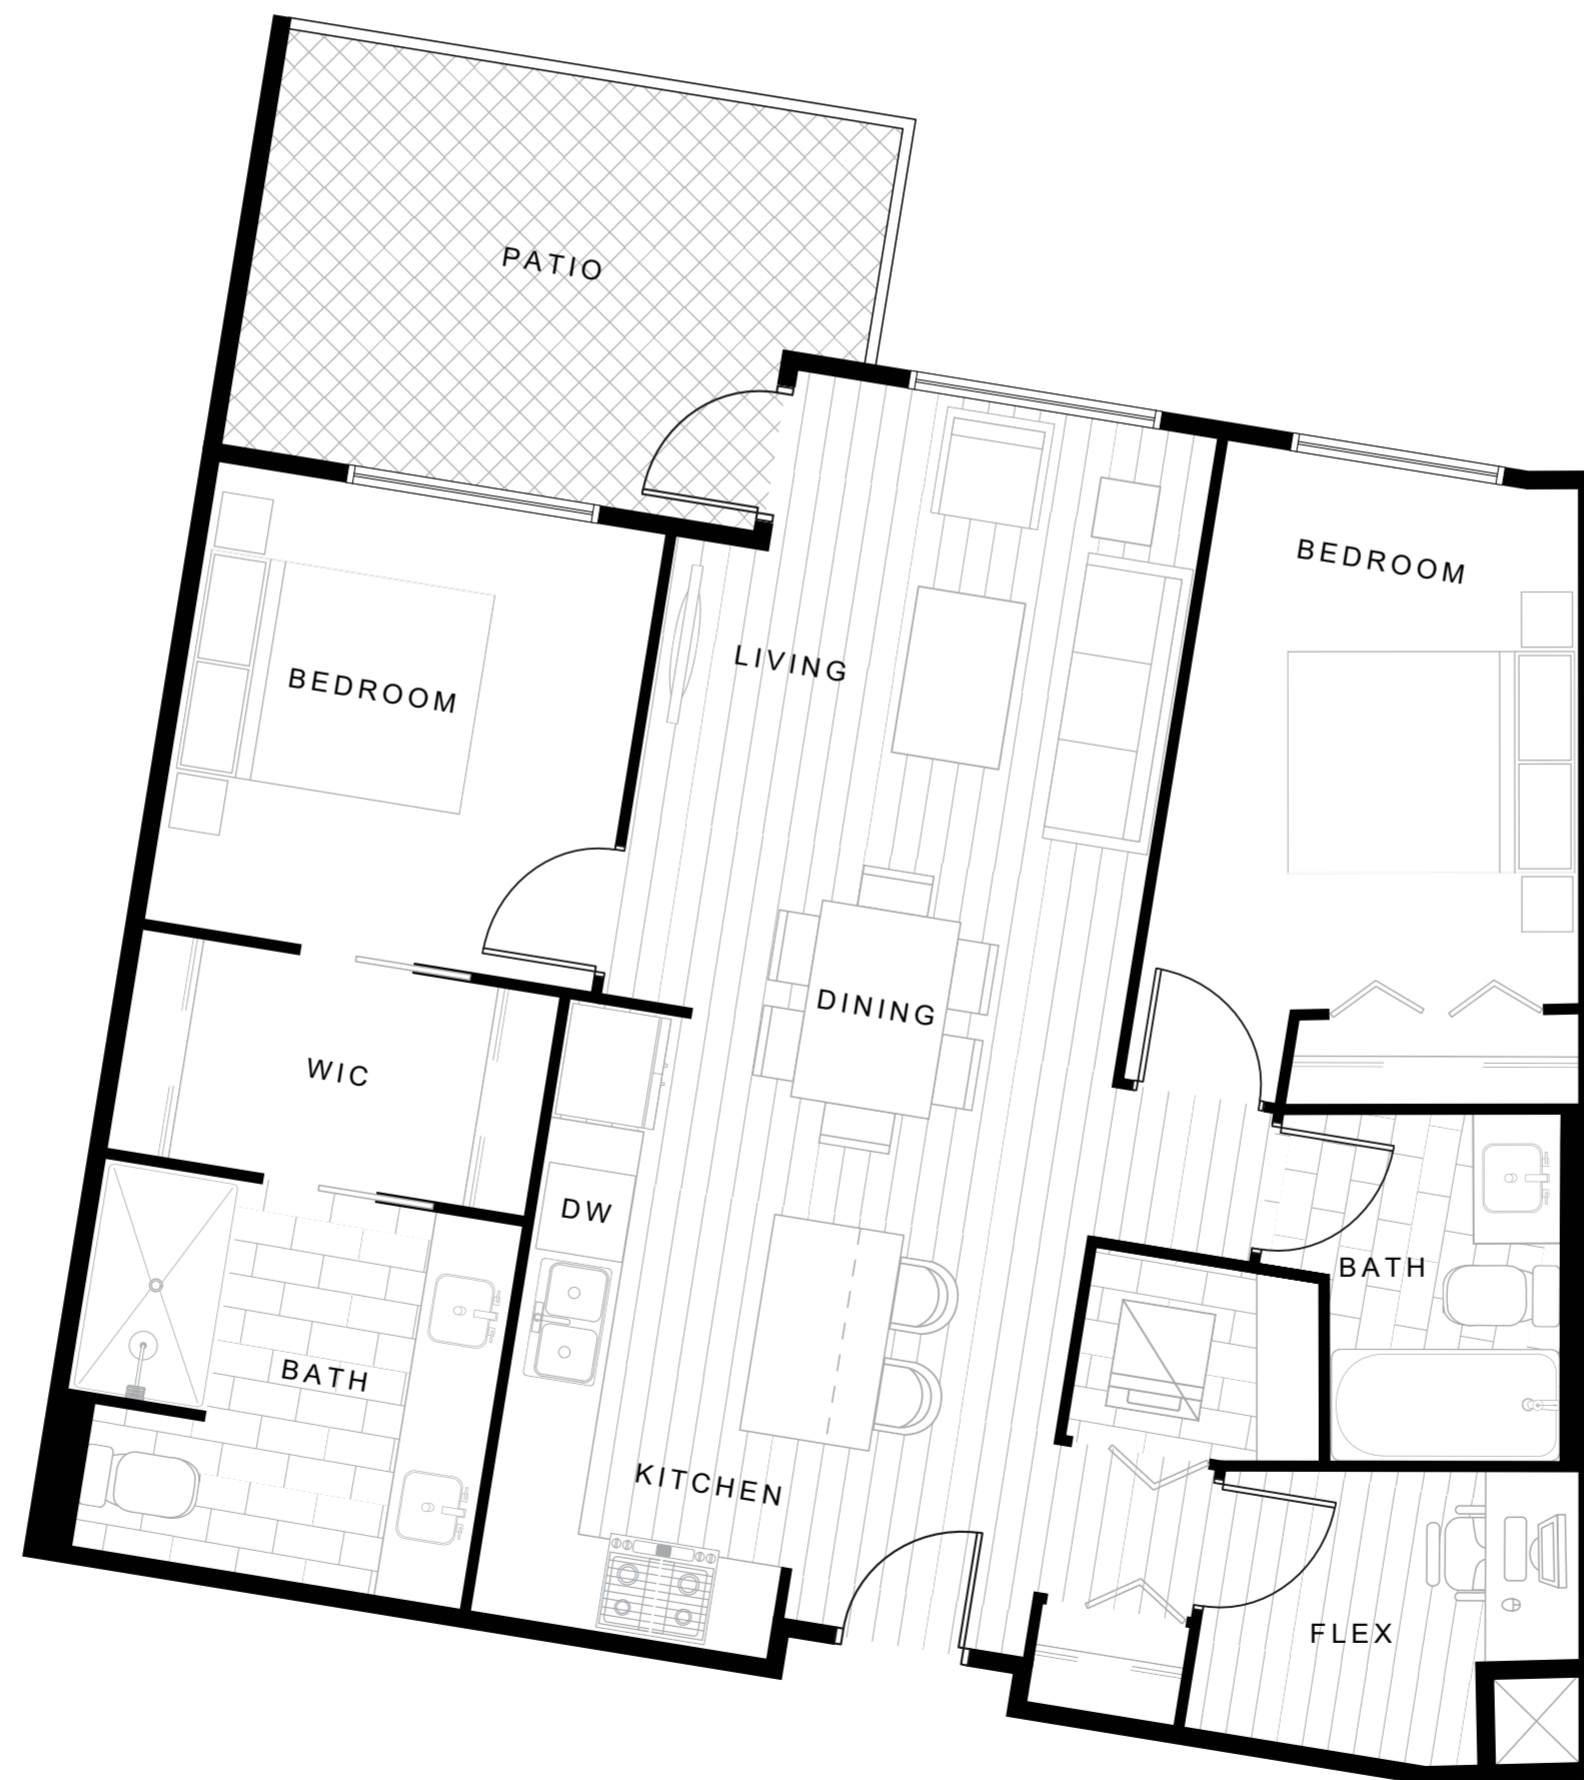 PATIO
BEDROOM
LIVING
BEDROOM
DINING
WIC
DW
BATH
BATH
KITCHEN
FLEX